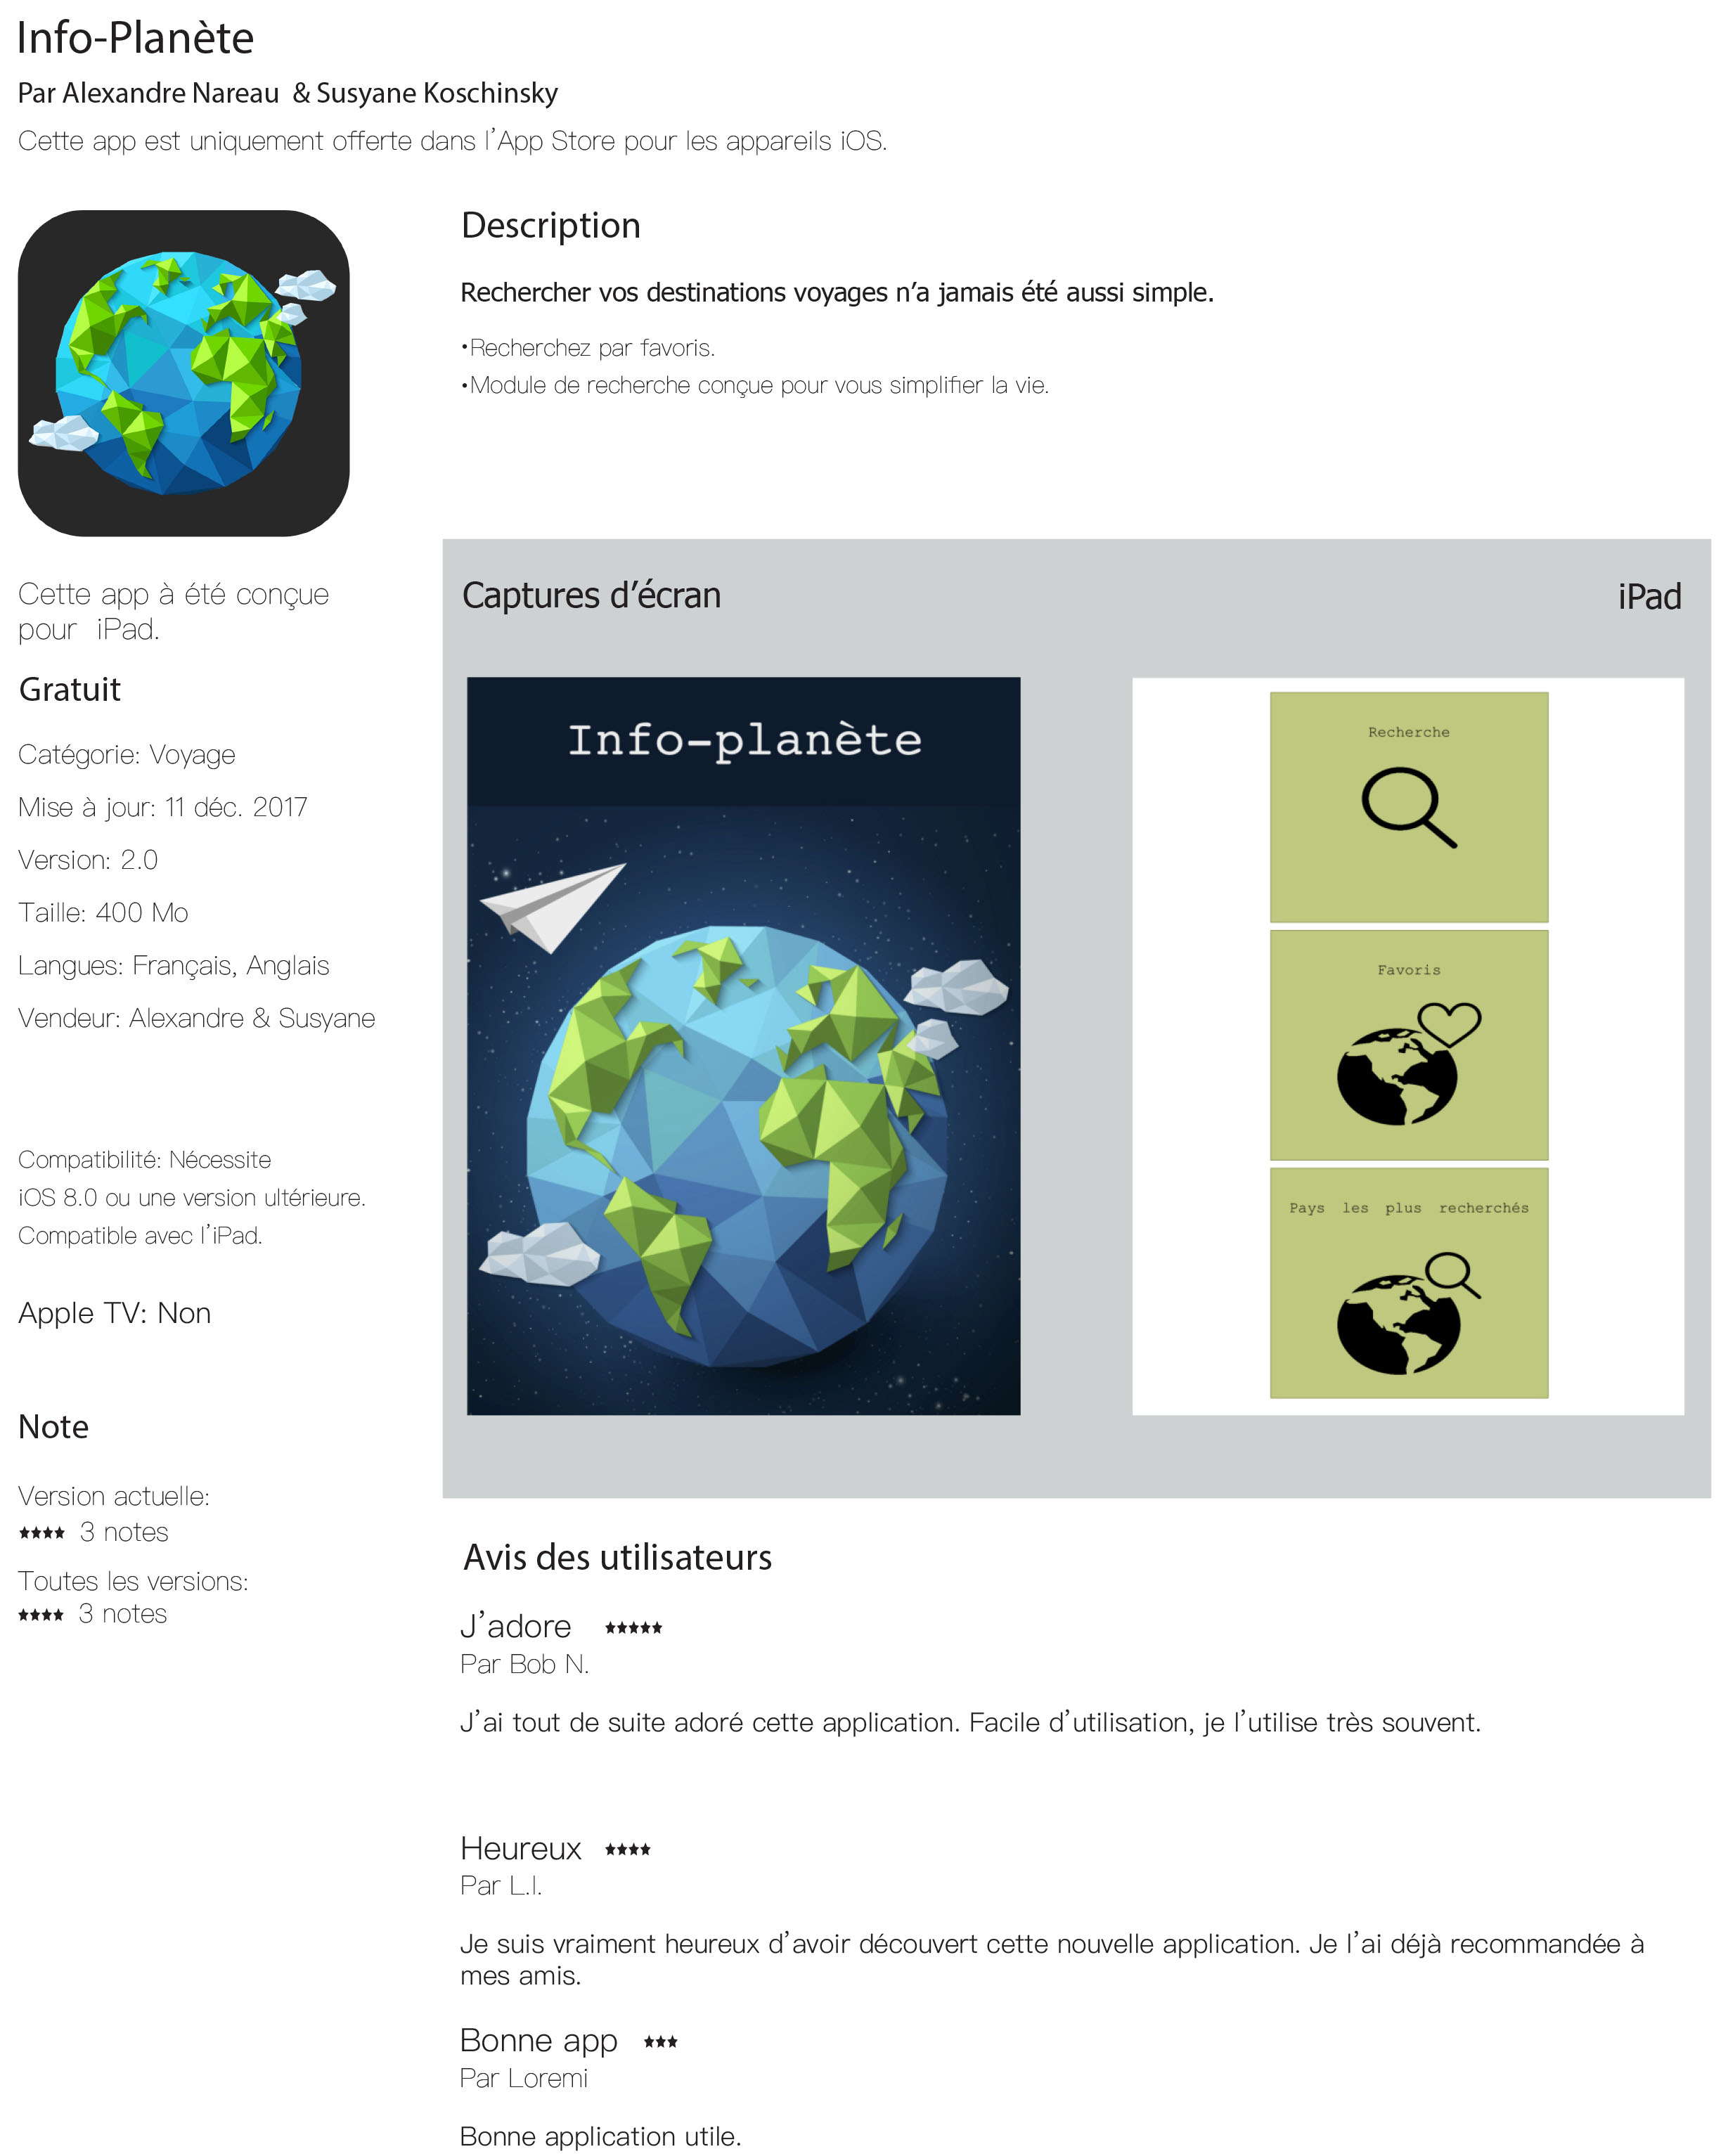 Info-Planète
Par Alexandre Nareau & Susyane Koschinsky
Cette app est uniquement offerte dans l'App Store pour les appareils iOS.
Description
Rechercher vos destinations voyages n'a jamais été aussi simple.
•Recherchez par favoris.
•Module de recherche conçue pour vous simplifier la vie.
Cette app à été conçue
pour iPad.
Gratuit
Catégorie: Voyage
Mise à jour: 11 déc. 2017
Version: 2.0
Taille: 400 Mo
Langues: Français, Anglais
Vendeur: Alexandre & Susyane
Compatibilité: Nécessite
iOS 8.0 ou une version ultérieure.
Compatible avec l'iPad.
Apple TV: Non
Note
Version actuelle:
★★★★ 3 notes
Toutes les versions:
★★★★ 3 notes
Captures d'écran
iPad
Info-planète
Recherche
Favoris
Pays les plus recherchés
Avis des utilisateurs
J'adore ★★★★★
Par Bob N.
J'ai tout de suite adoré cette application. Facile d'utilisation, je l'utilise très souvent.
Heureux ★★★★
Par L.I.
Je suis vraiment heureux d'avoir découvert cette nouvelle application. Je l'ai déjà recommandée à
mes amis.
Bonne app ★★★
Par Loremi
Bonne application utile.